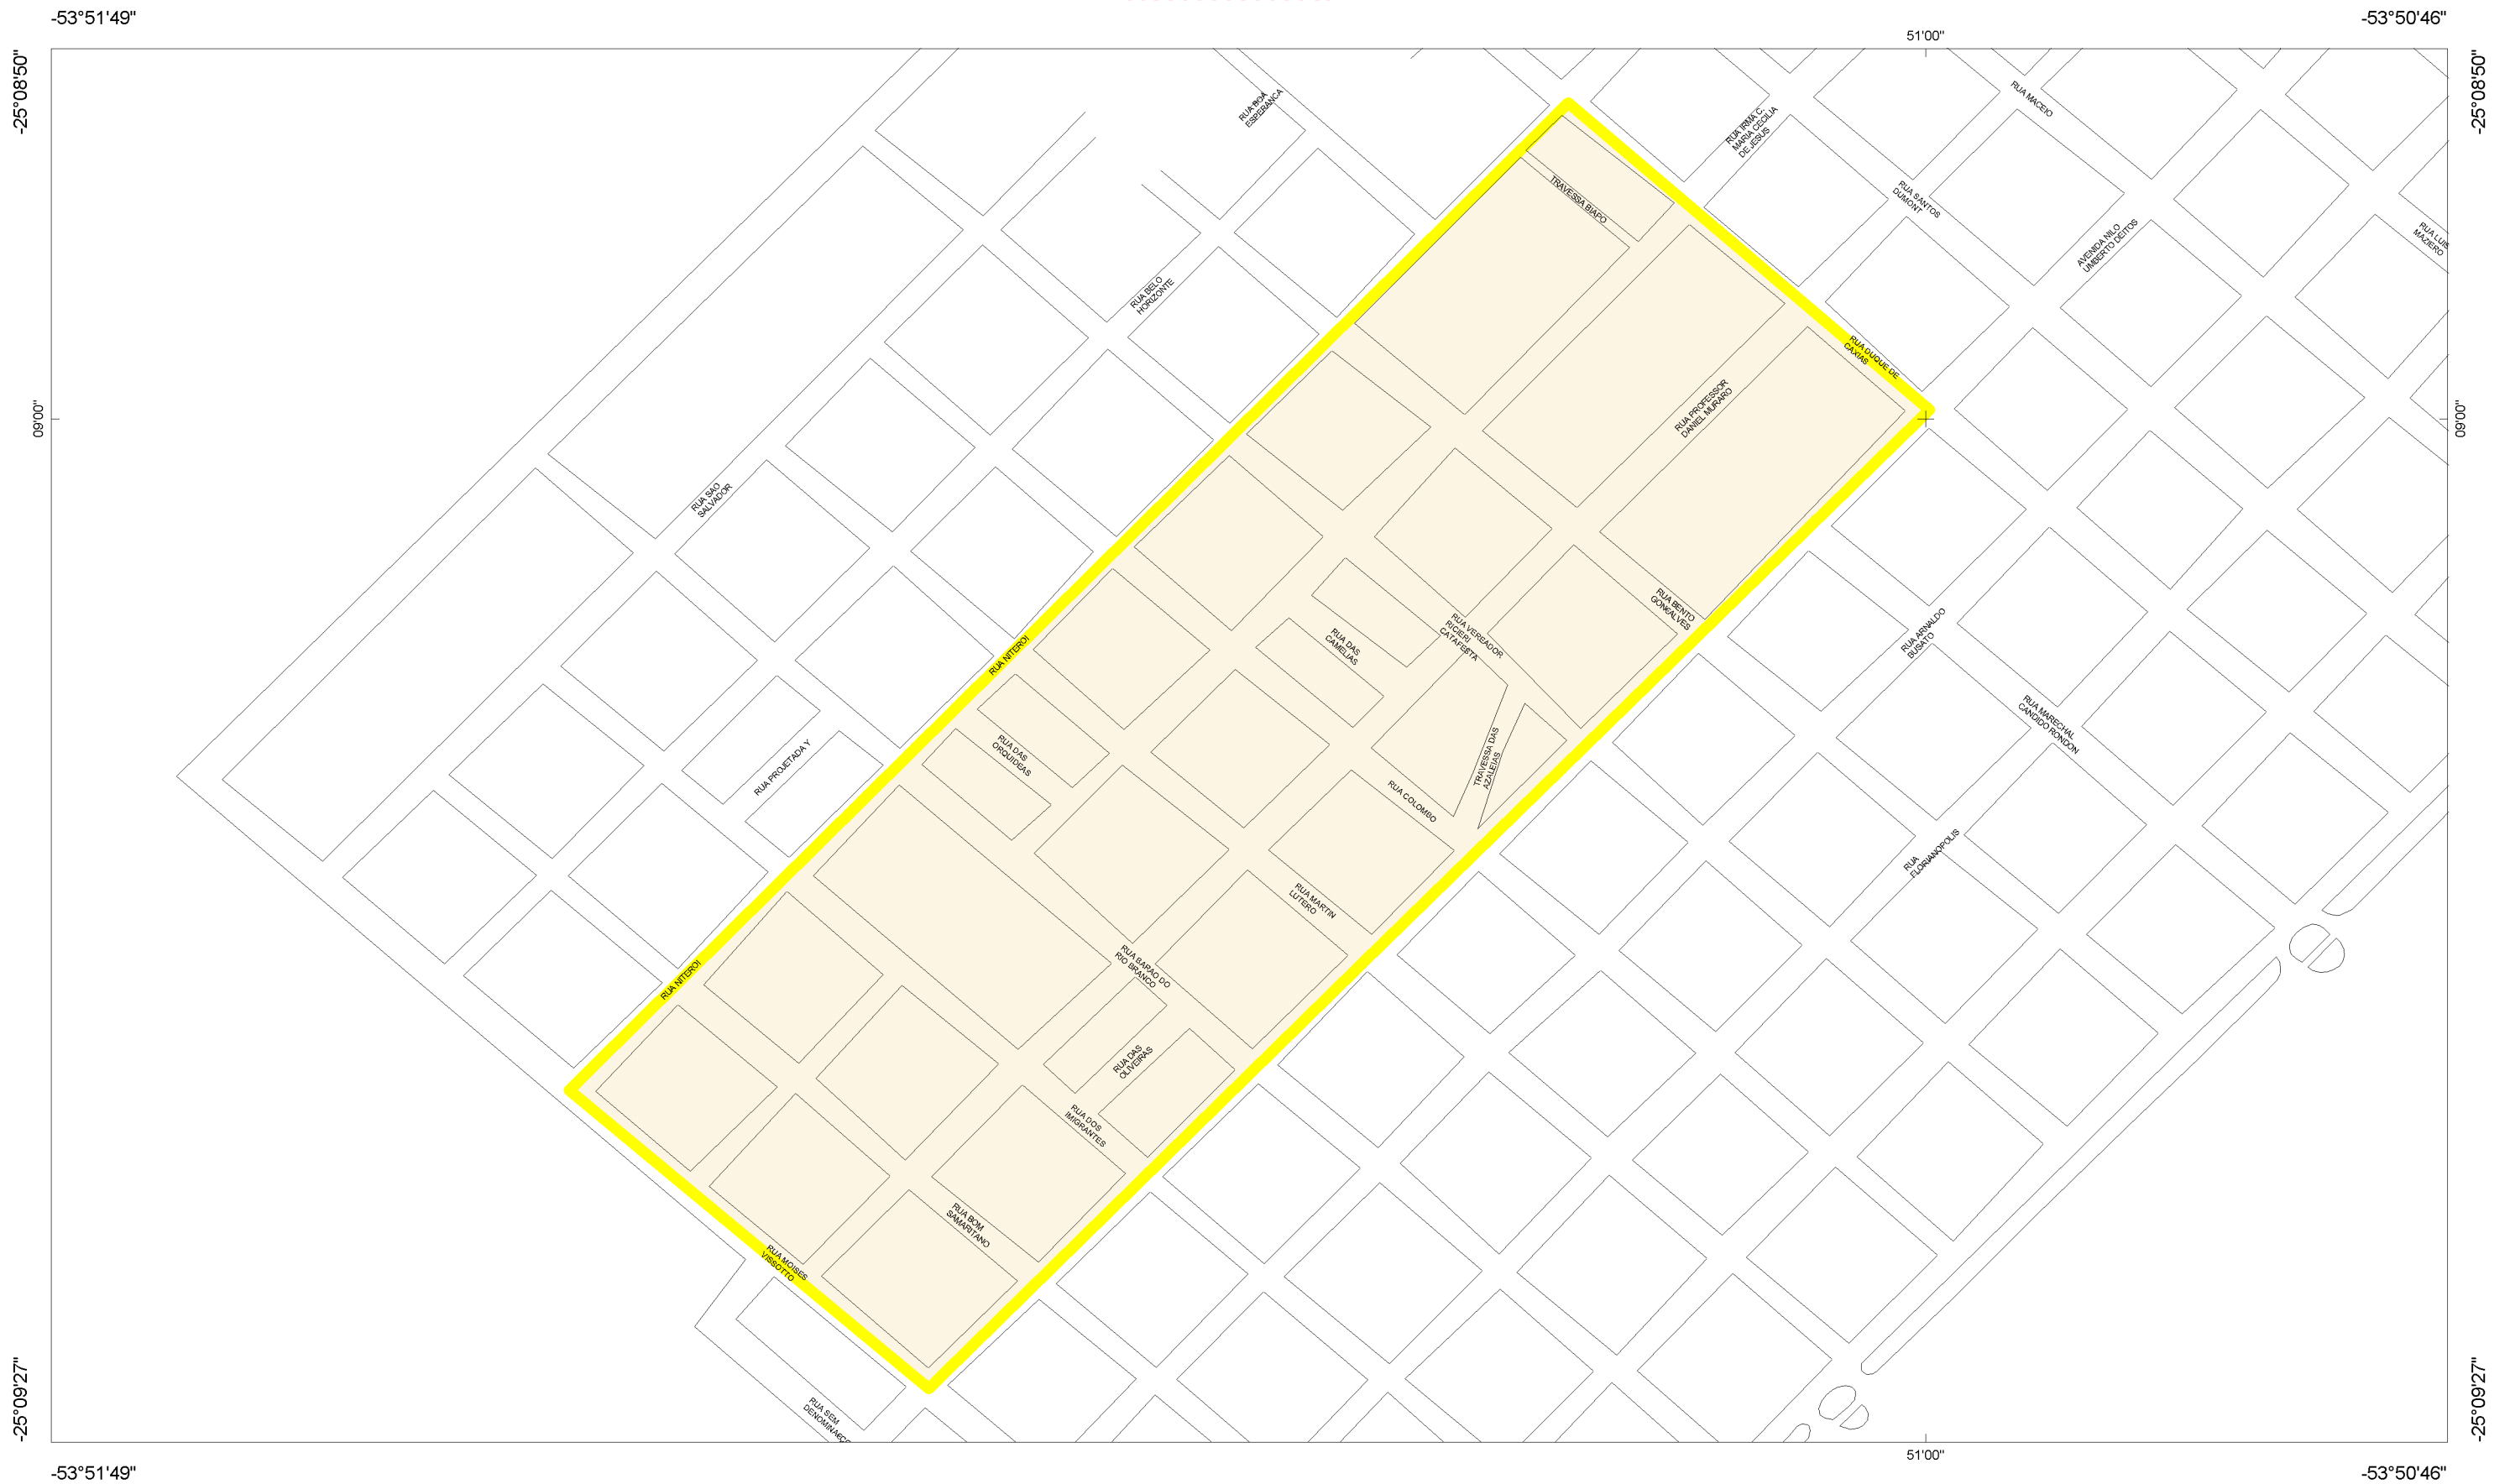 -53°51'49"
-53°50'46"
51'00"
-25°08'50"
-25°08'50"
RUA BOA
ESPERANCA
RUA IRMA C.
MARIA CECILIA
DE JESUS
RUA MACEIO
TRAVESSA BIAPO
RUA SANTOS
DUMONT
AVENIDA NILO
UMBERTO DEITOS
RUA LUIS
MAZIERO
RUA BELO
HORIZONTE
RUA DUQUE DE
CAXIAS
09'00"
09'00"
RUA PROFESSOR
DANIEL MURARO
RUA SAO
SALVADOR
RUA BENTO
GONCALVES
RUA NITEROI
RUA DAS
CAMELIAS
RUA VEREADOR
RICIERI
CATAFESTA
RUA ARNALDO
BUSATO
RUA MARECHAL
CANDIDO RONDON
RUA PROJETADA Y
RUA DAS
ORQUIDEAS
TRAVESSA DAS
AZALEIAS
RUA COLOMBO
RUA
FLORIANOPOLIS
RUA MARTIN
LUTERO
RUA NITEROI
RUA BARAO DO
RIO BRANCO
RUA DAS
OLIVEIRAS
RUA DOS
IMIGRANTES
RUA BOM
SAMARITANO
RUA MOISES
VISSOTTO
RUA SEM
DENOMINACO
-25°09'27"
-25°09'27"
51'00"
-53°51'49"
-53°50'46"